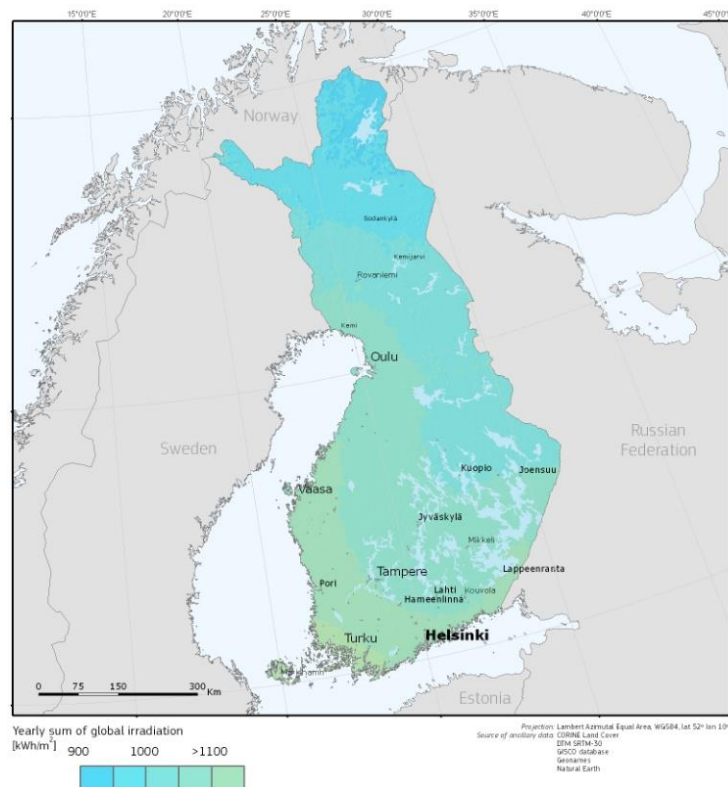 15°0'0"E 20°0'0"E 25°0'0"E 30°0'0"E 35°0'0"E 40°0'0"E 45°0'0"
Norway
Sodankylä
Kemijarvi
Rovaniemi
Kemi
Oulu
Sweden
Russian
Federation
Kuopio
Joensuu
Vaasa
Jyväskylä
Mikkeli
Tampere
Lappeenranta
Pori
Lahti
Kouvola
Hameenlinna
Helsinki
Turku
Mariehamn
Estonia
0 75 150 300 Km
Yearly sum of global irradiation
[kWh/m²]
900 1000 >1100
Projection: Lambert Azimutal Equal Area, WGS84, lat 52° lon 10°
Source of ancillary data: CORINE Land Cover
DTM SRTM-30
GISCO database
Geonames
Natural Earth